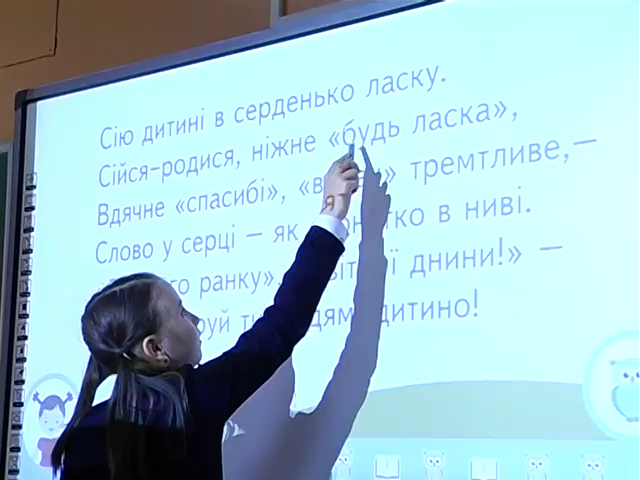 Сію дитині в серденько ласку.
Сійся-родися, ніжне «будь ласка»,
Вдячне «спасибі», тремтливе,—
Слово у серці – як в ниві.
ранку», днини!» —
дитино!